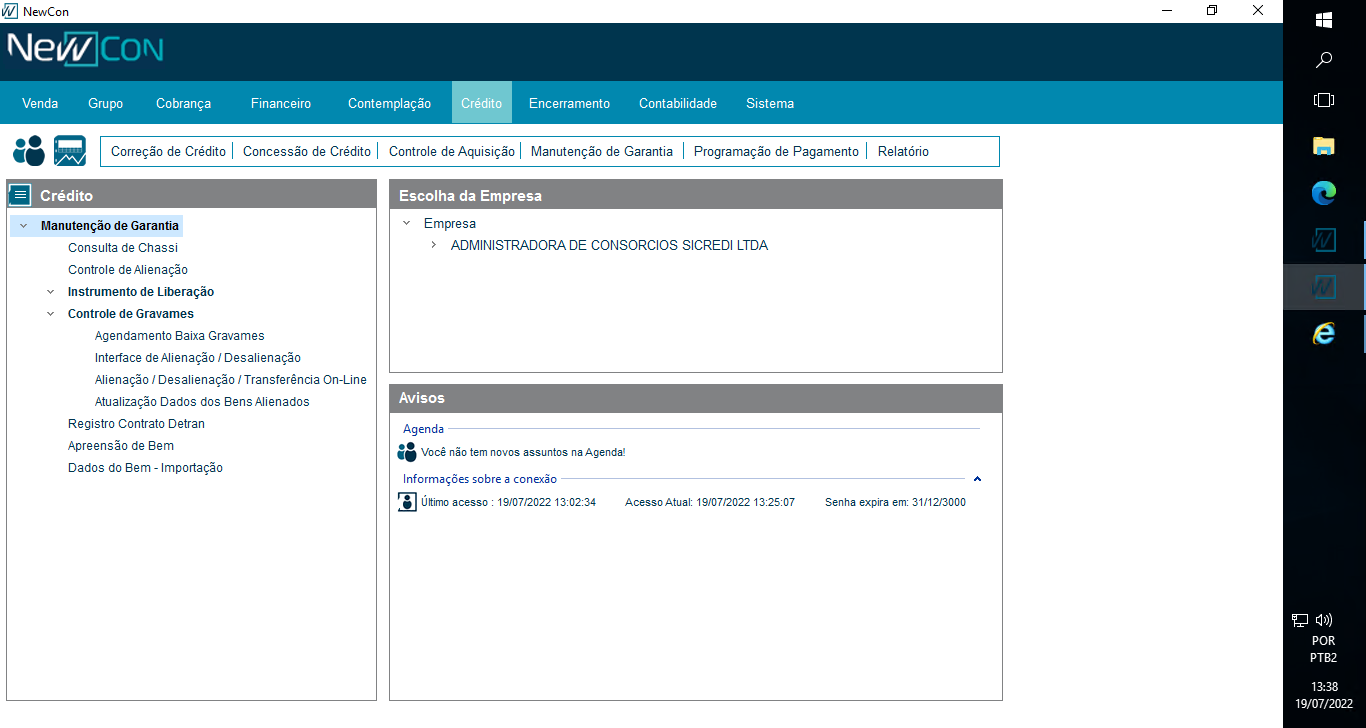 NewCon
NeWCON
Venda Grupo Cobrança Financeiro Contemplação Crédito Encerramento Contabilidade Sistema
Correção de Crédito Concessão de Crédito Controle de Aquisição Manutenção de Garantia Programação de Pagamento Relatório
Crédito
Manutenção de Garantia
Consulta de Chassi
Controle de Alienação
Instrumento de Liberação
Controle de Gravames
Agendamento Baixa Gravames
Interface de Alienação / Desalienação
Alienação / Desalienação / Transferência On-Line
Atualização Dados dos Bens Alienados
Registro Contrato Detran
Apreensão de Bem
Dados do Bem - Importação
Escolha da Empresa
Empresa
ADMINISTRADORA DE CONSORCIOS SICREDI LTDA
Avisos
Agenda
Você não tem novos assuntos na Agenda!
Informações sobre a conexão
Último acesso : 19/07/2022 13:02:34 Acesso Atual: 19/07/2022 13:25:07 Senha expira em: 31/12/3000
POR
PTB2
13:38
19/07/2022